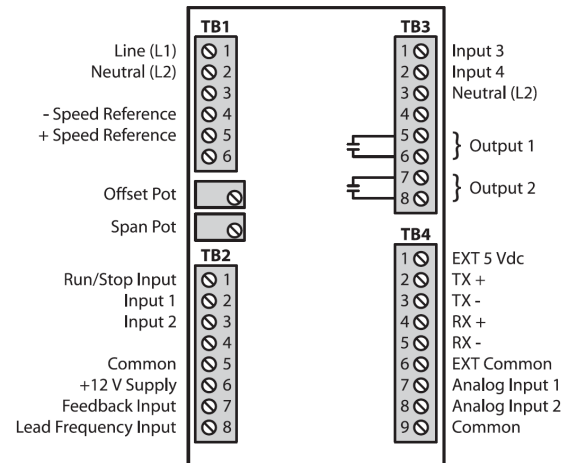 TB1
Line (L1) 1
Neutral (L2) 2
3
- Speed Reference 4
+ Speed Reference 5
6
Offset Pot
Span Pot
TB2
Run/Stop Input 1
Input 1 2
Input 2 3
4
Common 5
+12 V Supply 6
Feedback Input 7
Lead Frequency Input 8
TB3
1 Input 3
2 Input 4
3 Neutral (L2)
4
5
6
} Output 1
7
8
} Output 2
TB4
1 EXT 5 Vdc
2 TX +
3 TX -
4 RX +
5 RX -
6 EXT Common
7 Analog Input 1
8 Analog Input 2
9 Common